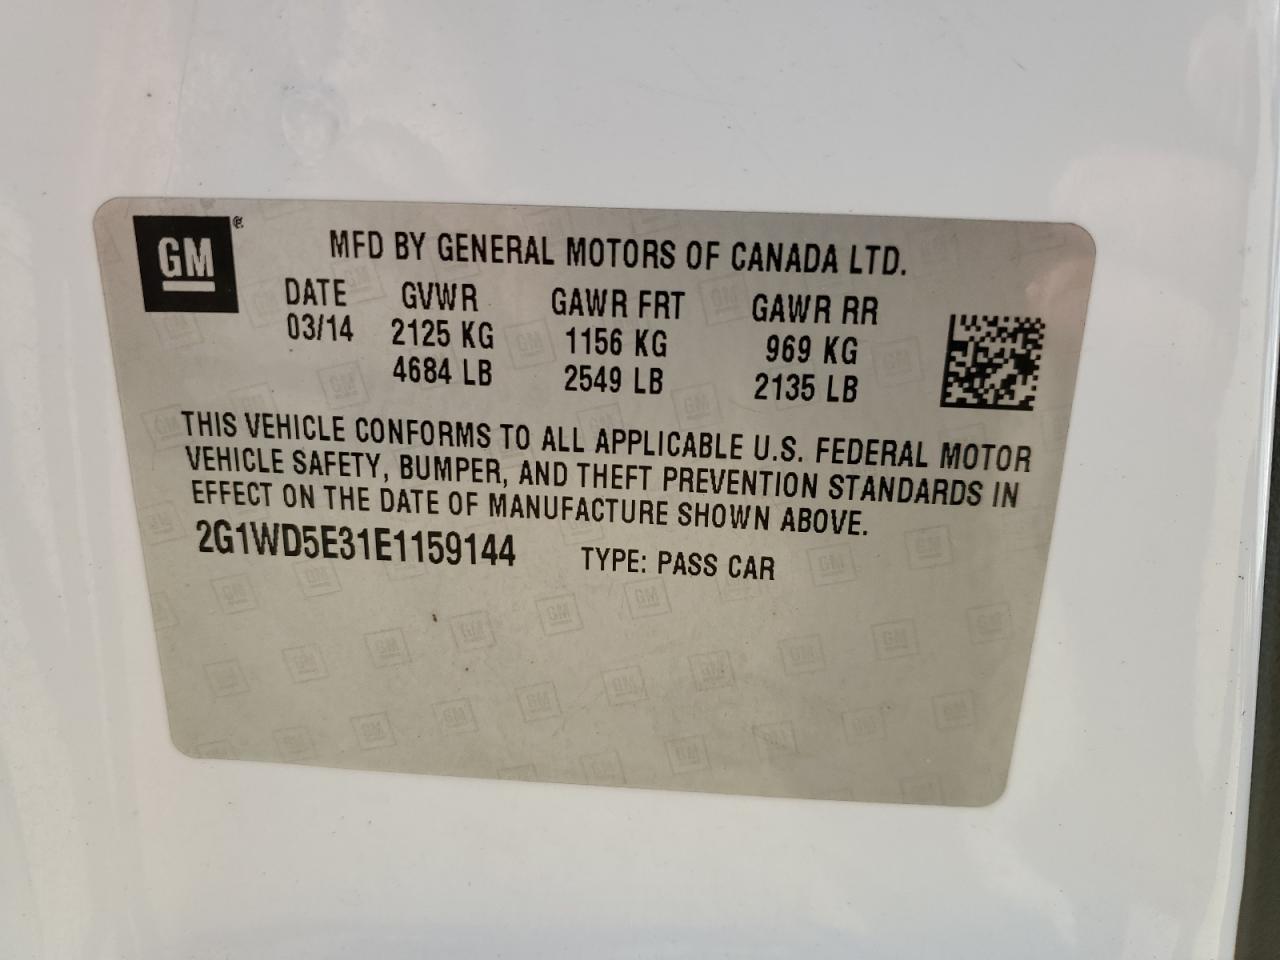 GM
MFD BY GENERAL MOTORS OF CANADA LTD.
DATE GVWR GAWR FRT GAWR RR
03/14 2125 KG 1156 KG 969 KG
4684 LB 2549 LB 2135 LB
THIS VEHICLE CONFORMS TO ALL APPLICABLE U.S. FEDERAL MOTOR
VEHICLE SAFETY, BUMPER, AND THEFT PREVENTION STANDARDS IN
EFFECT ON THE DATE OF MANUFACTURE SHOWN ABOVE.
2G1WD5E31E1159144 TYPE: PASS CAR